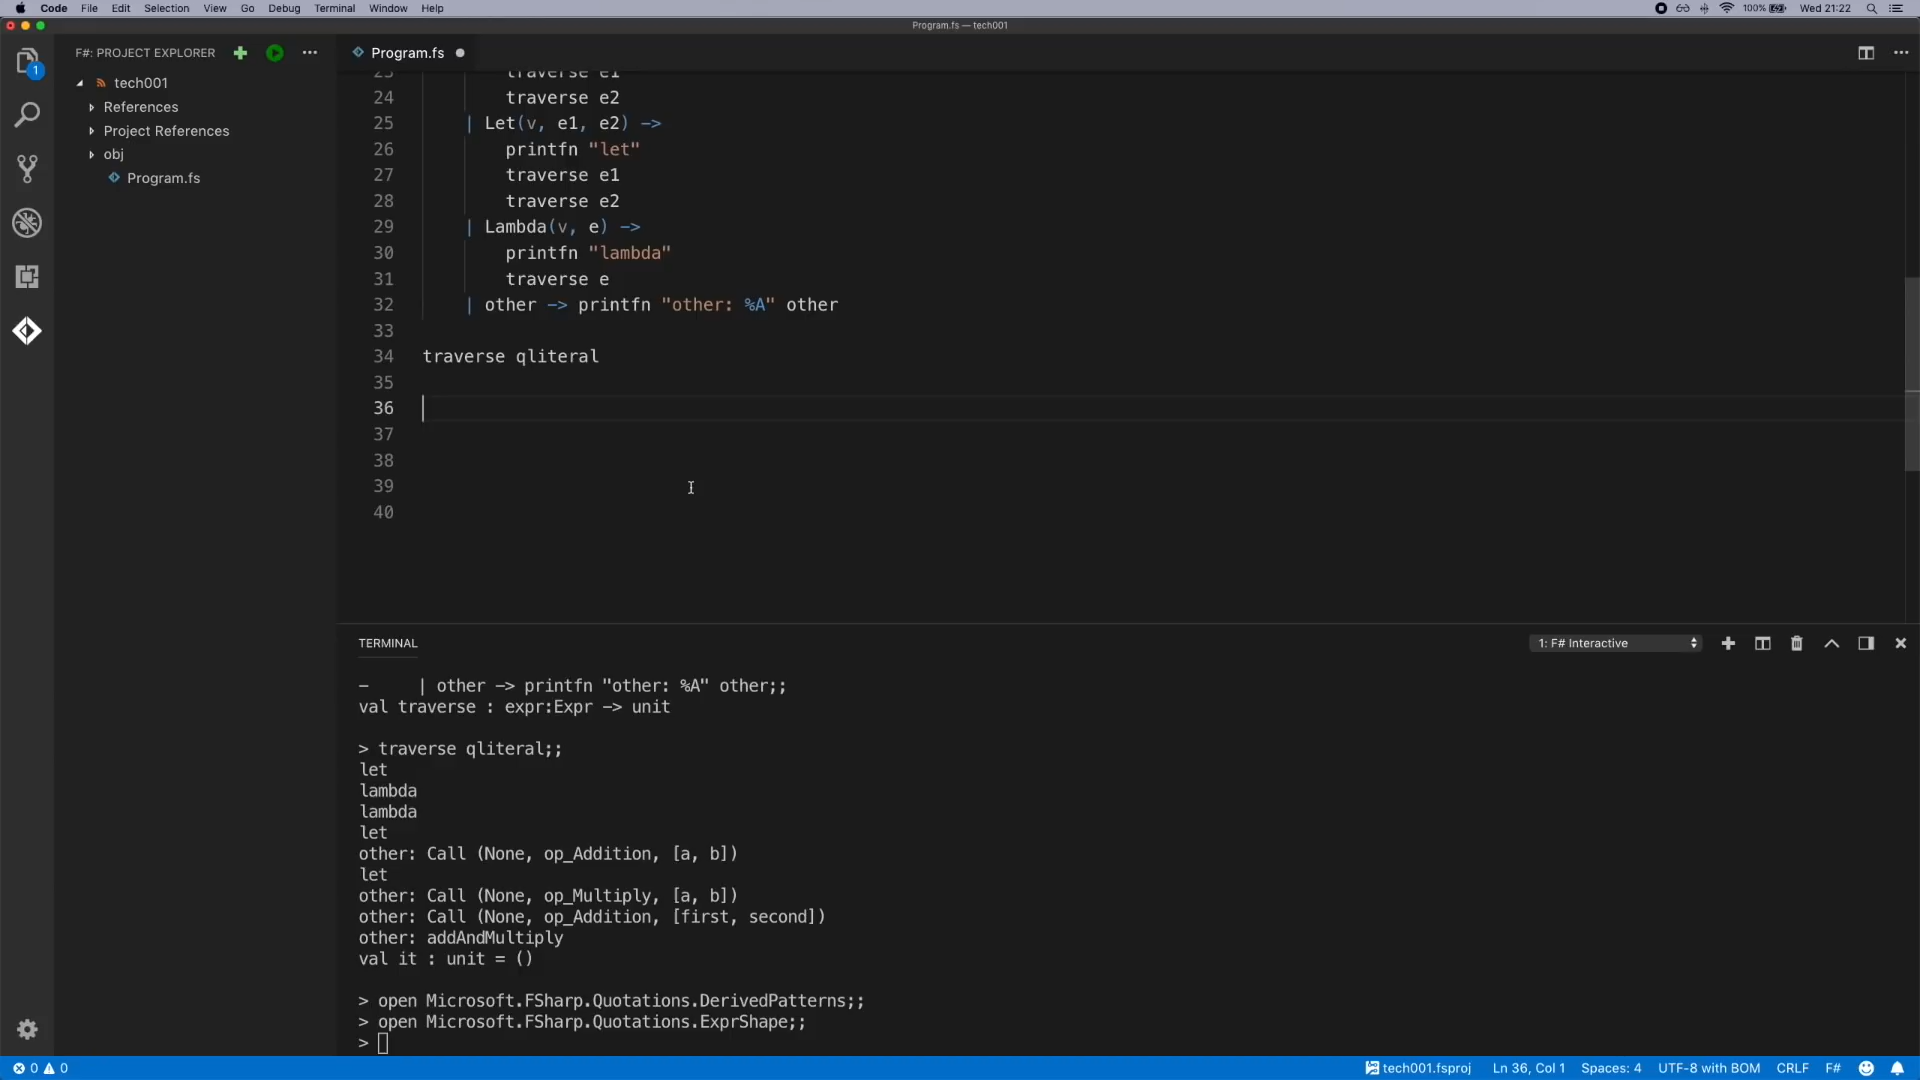 Code File Edit Selection View Go Debug Terminal Window Help
100% Wed 21:22
Program.fs — tech001
F#: PROJECT EXPLORER
Program.fs
1
tech001
References
Project References
obj
Program.fs
23 traverse e1
24 traverse e2
25 | Let(v, e1, e2) ->
26 printfn "let"
27 traverse e1
28 traverse e2
29 | Lambda(v, e) ->
30 printfn "lambda"
31 traverse e
32 | other -> printfn "other: %A" other
33
34 traverse qliteral
35
36
37
38
39
40
TERMINAL
1: F# Interactive
- | other -> printfn "other: %A" other;;
val traverse : expr:Expr -> unit
> traverse qliteral;;
let
lambda
lambda
let
other: Call (None, op_Addition, [a, b])
let
other: Call (None, op_Multiply, [a, b])
other: Call (None, op_Addition, [first, second])
other: addAndMultiply
val it : unit = ()
> open Microsoft.FSharp.Quotations.DerivedPatterns;;
> open Microsoft.FSharp.Quotations.ExprShape;;
>
0 0
tech001.fsproj Ln 36, Col 1 Spaces: 4 UTF-8 with BOM CRLF F#